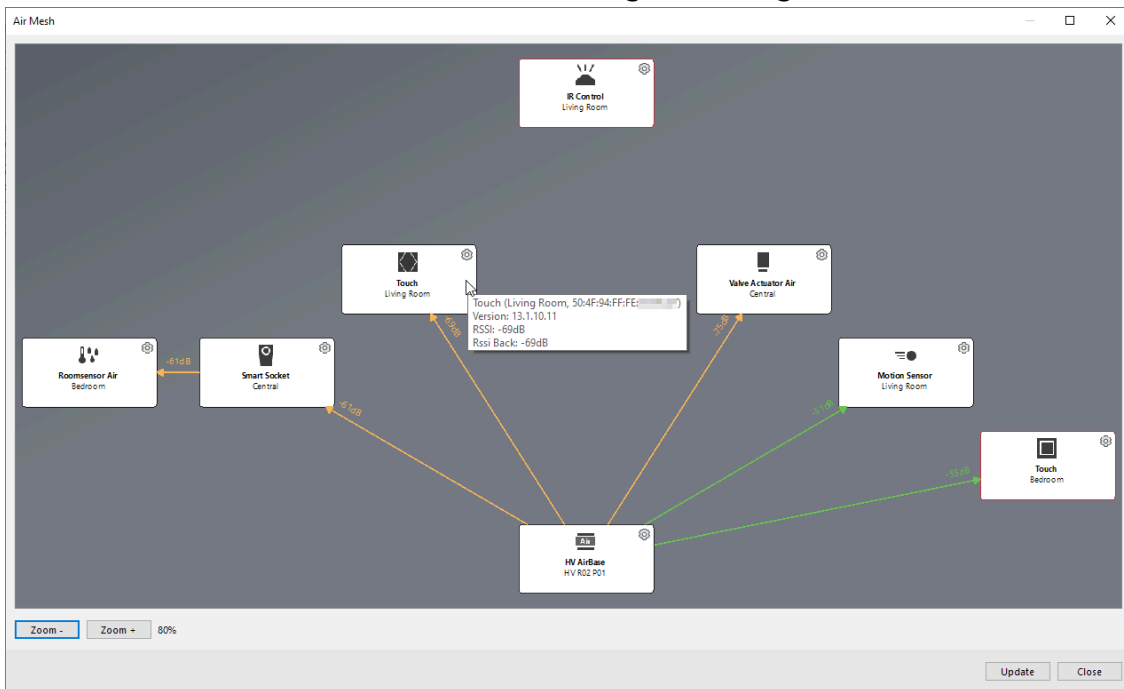 Air Mesh
IR Control
Living Room
Touch
Living Room
Valve Actuator Air
Central
Touch (Living Room, 50:4F:94:FF:FE:
Version: 13.1.10.11
RSSI: -69dB
Rssi Back: -69dB
-69dB
-75dB
Roomsensor Air
Bedroom
-61dB
Smart Socket
Central
-61dB
Motion Sensor
Living Room
-51dB
Touch
Bedroom
-55dB
Air
HV AirBase
HV R02 P01
Zoom -
Zoom +
80%
Update
Close